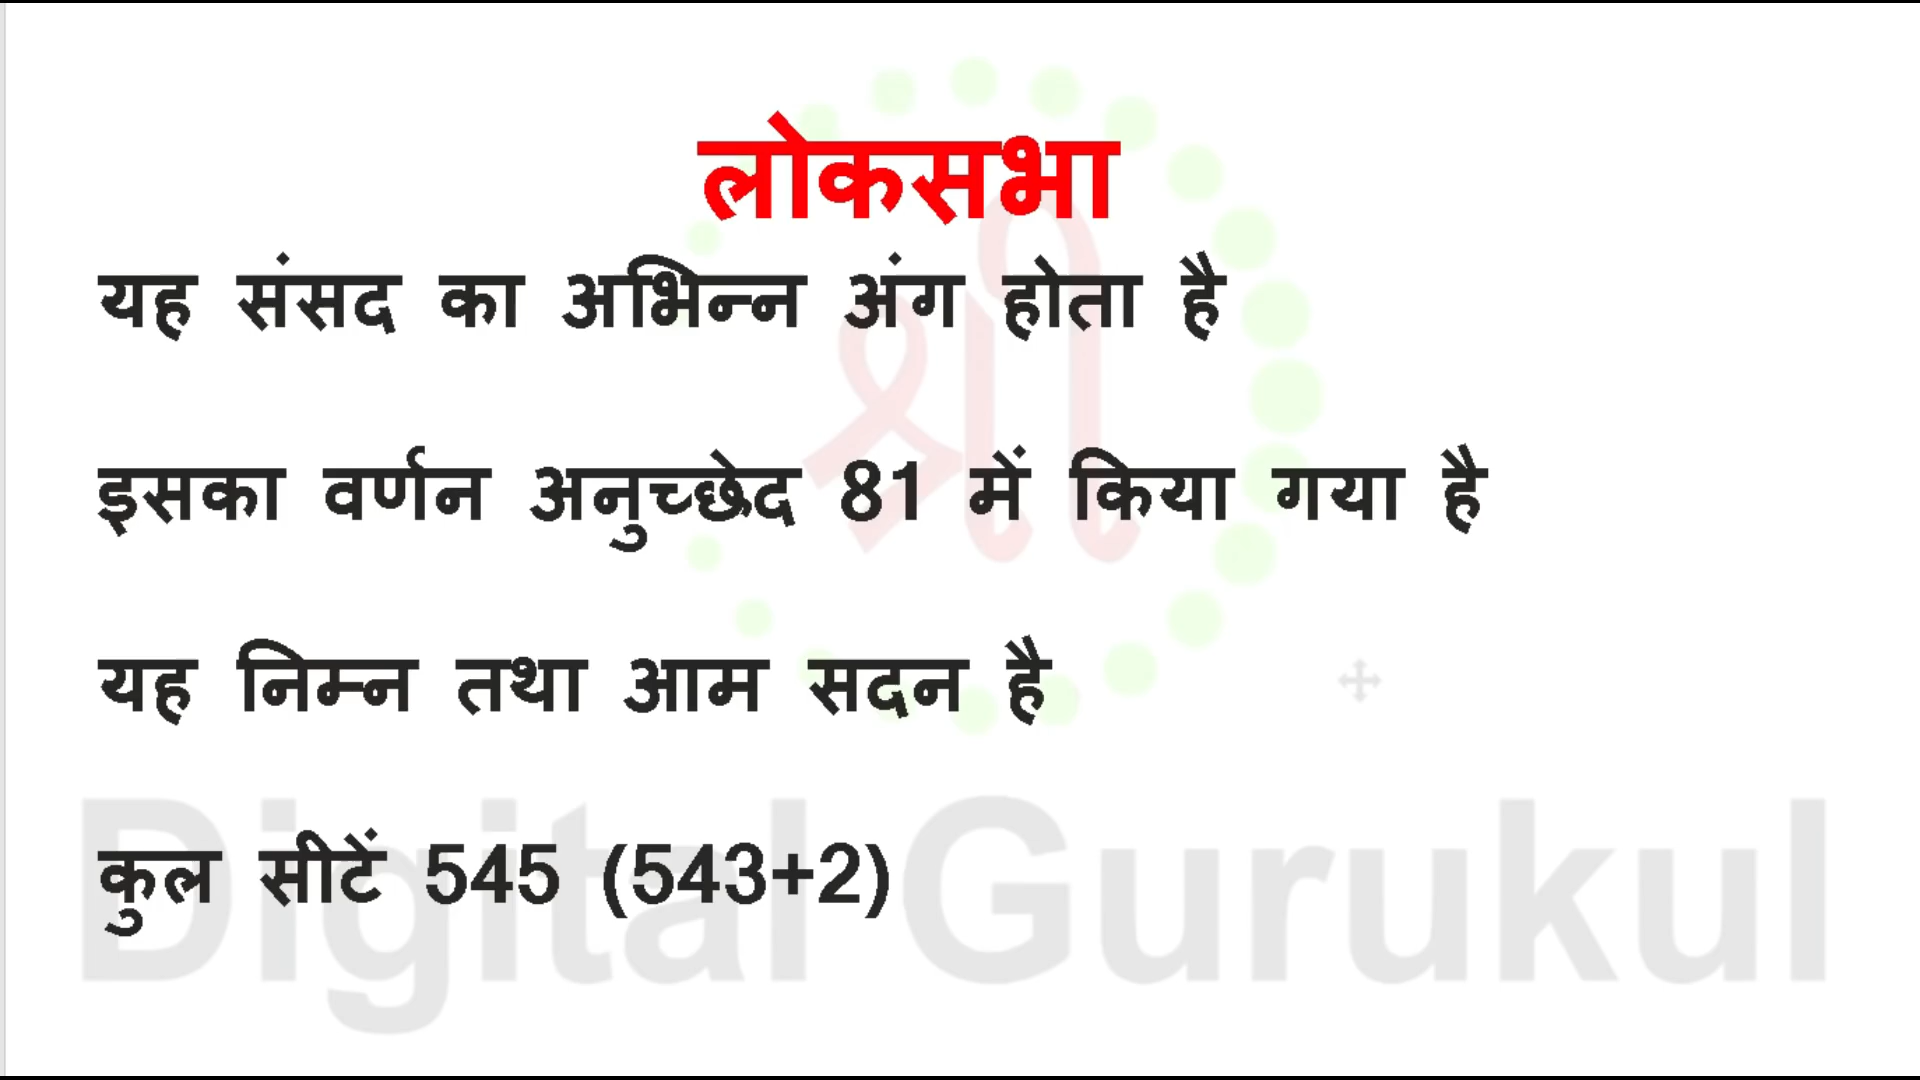 लोकसभा
यह संसद का अभिन्न अंग होता है
इसका वर्णन अनुच्छेद 81 में किया गया है
यह निम्न तथा आम सदन है
कुल सीटें 545 (543+2)
श्री
Digital Gurukul